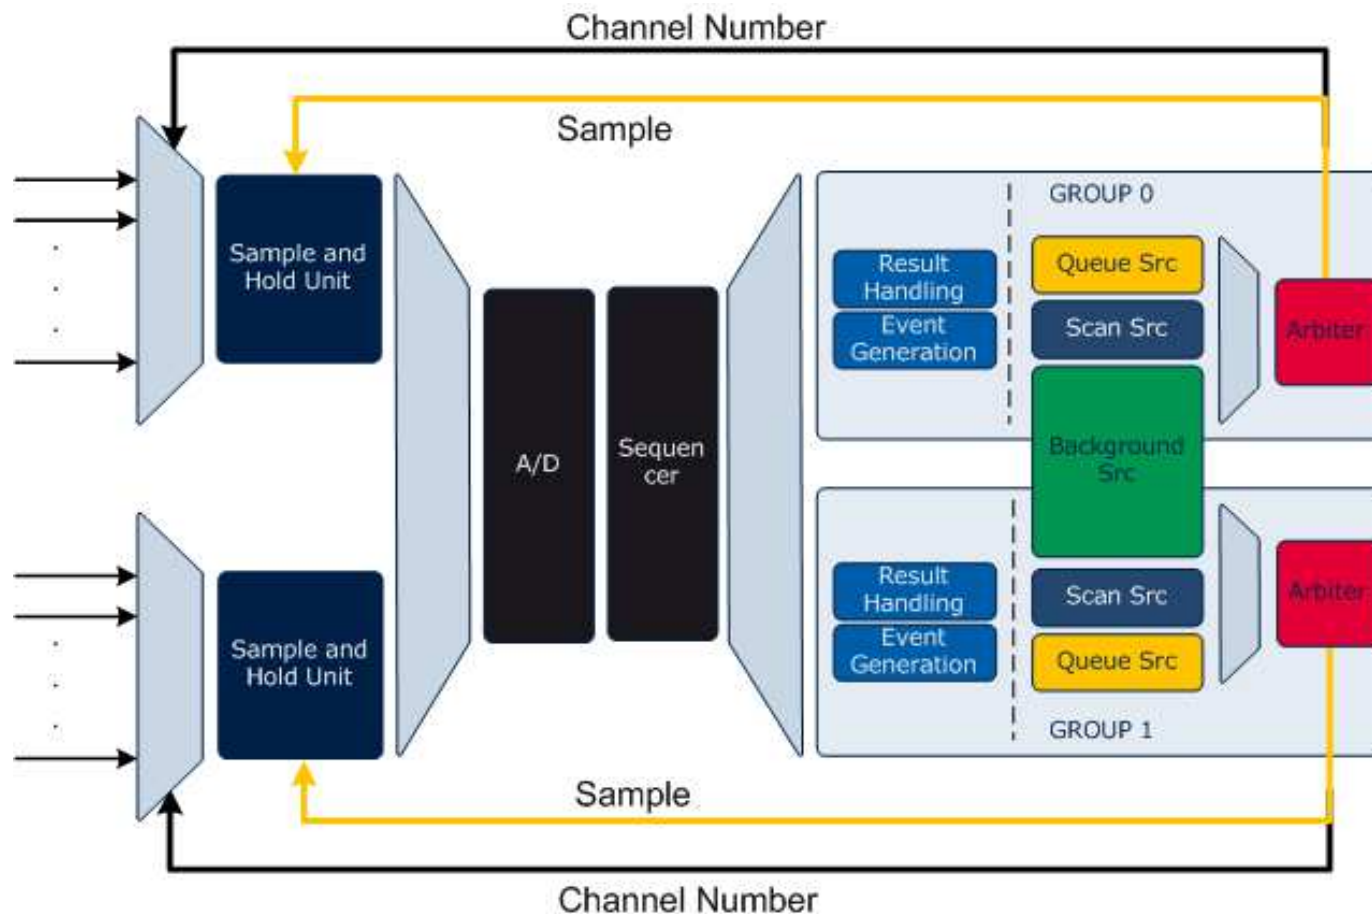 Channel Number
Sample
GROUP 0
Sample and
Hold Unit
Result
Handling
Event
Generation
Queue Src
Scan Src
Arbiter
A/D
Sequen
cer
Background
Src
Sample and
Hold Unit
Result
Handling
Event
Generation
Scan Src
Queue Src
Arbiter
GROUP 1
Sample
Channel Number